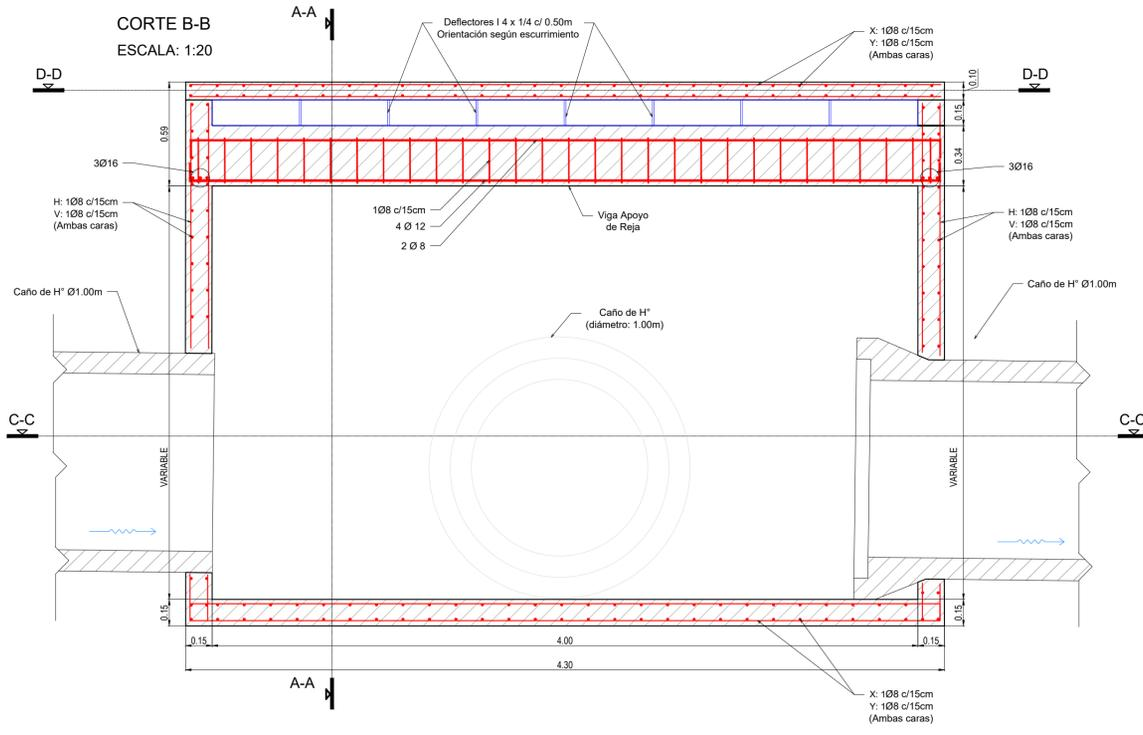 CORTE B-B
ESCALA: 1:20
A-A
Deflectores I 4 x 1/4 c/ 0.50m
Orientación según escurrimiento
X: 1Ø8 c/15cm
Y: 1Ø8 c/15cm
(Ambas caras)
D-D
D-D
0.10
0.15
0.59
0.34
3Ø16
3Ø16
H: 1Ø8 c/15cm
V: 1Ø8 c/15cm
(Ambas caras)
1Ø8 c/15cm
4 Ø 12
2 Ø 8
Viga Apoyo
de Reja
H: 1Ø8 c/15cm
V: 1Ø8 c/15cm
(Ambas caras)
Caño de H° Ø1.00m
Caño de H° Ø1.00m
Caño de H°
(diámetro: 1.00m)
C-C
C-C
VARIABLE
VARIABLE
0.15
0.15
0.15
4.00
0.15
4.30
A-A
X: 1Ø8 c/15cm
Y: 1Ø8 c/15cm
(Ambas caras)